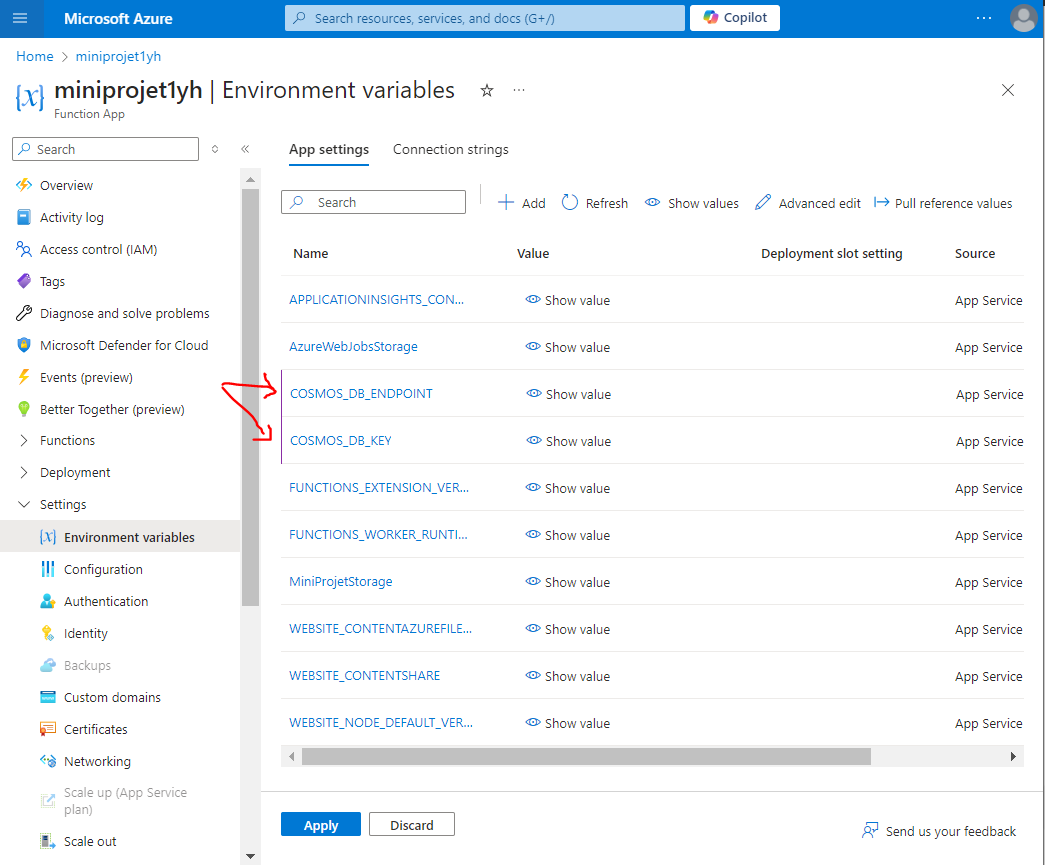 Microsoft Azure
Search resources, services, and docs (G+/)
Copilot
Home > miniprojet1yh
miniprojet1yh | Environment variables
Function App
Search
Overview
Activity log
Access control (IAM)
Tags
Diagnose and solve problems
Microsoft Defender for Cloud
Events (preview)
Better Together (preview)
Functions
Deployment
Settings
Environment variables
Configuration
Authentication
Identity
Backups
Custom domains
Certificates
Networking
Scale up (App Service
plan)
Scale out
App settings Connection strings
Search
Add Refresh Show values Advanced edit Pull reference values
Name Value Deployment slot setting Source
APPLICATIONINSIGHTS_CON... Show value App Service
AzureWebJobsStorage Show value App Service
COSMOS_DB_ENDPOINT Show value App Service
COSMOS_DB_KEY Show value App Service
FUNCTIONS_EXTENSION_VER... Show value App Service
FUNCTIONS_WORKER_RUNTI... Show value App Service
MiniProjetStorage Show value App Service
WEBSITE_CONTENTAZUREFILE... Show value App Service
WEBSITE_CONTENTSHARE Show value App Service
WEBSITE_NODE_DEFAULT_VER... Show value App Service
Apply Discard
Send us your feedback